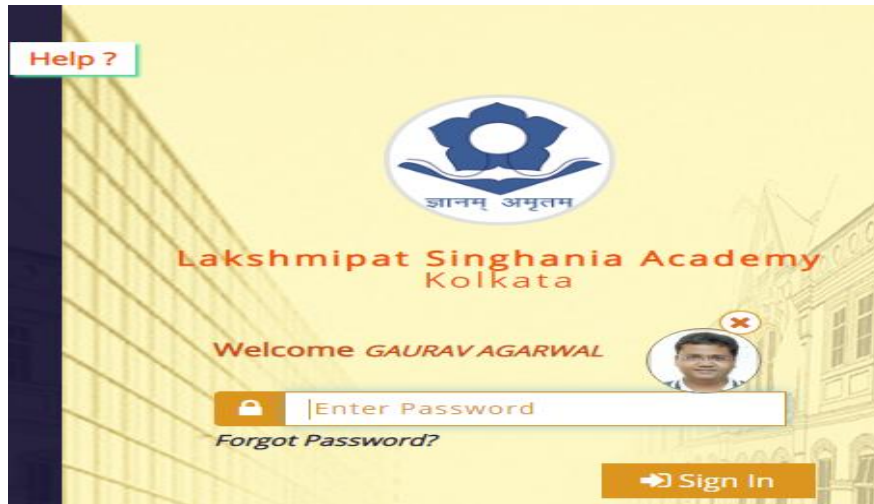 Help ?
ज्ञानम् अमृतम
Lakshmipat Singhania Academy
Kolkata
Welcome GAURAV AGARWAL
Enter Password
Forgot Password?
Sign In